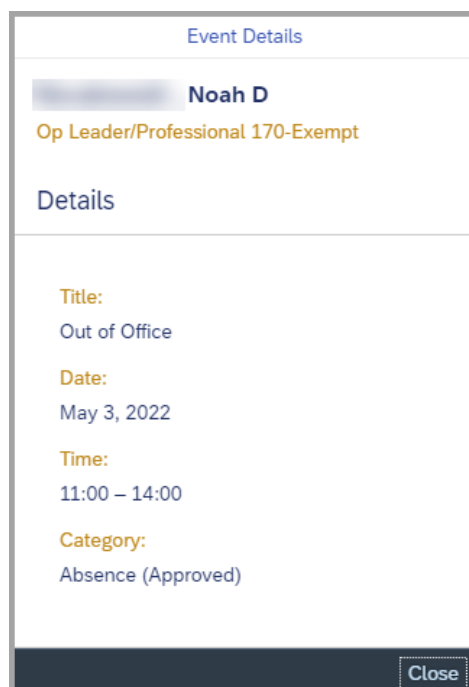 Event Details
Noah D
Op Leader/Professional 170-Exempt
Details
Title:
Out of Office
Date:
May 3, 2022
Time:
11:00 – 14:00
Category:
Absence (Approved)
Close